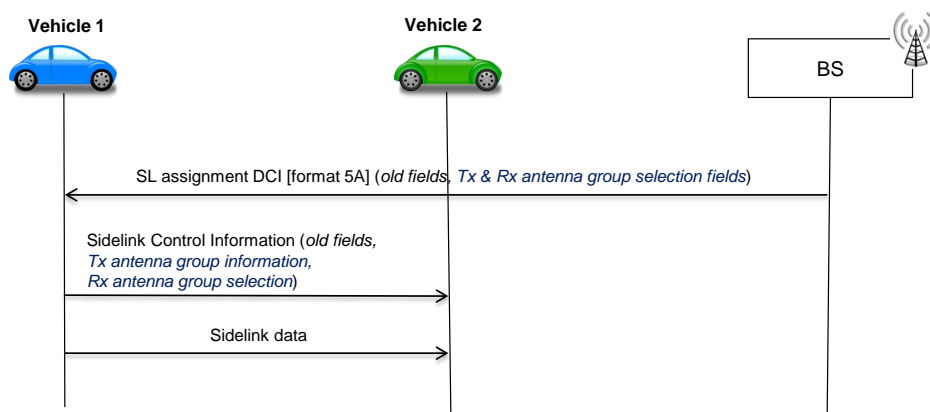 Vehicle 1
Vehicle 2
BS
SL assignment DCI [format 5A] (old fields, Tx & Rx antenna group selection fields)
Sidelink Control Information (old fields,
Tx antenna group information,
Rx antenna group selection)
Sidelink data